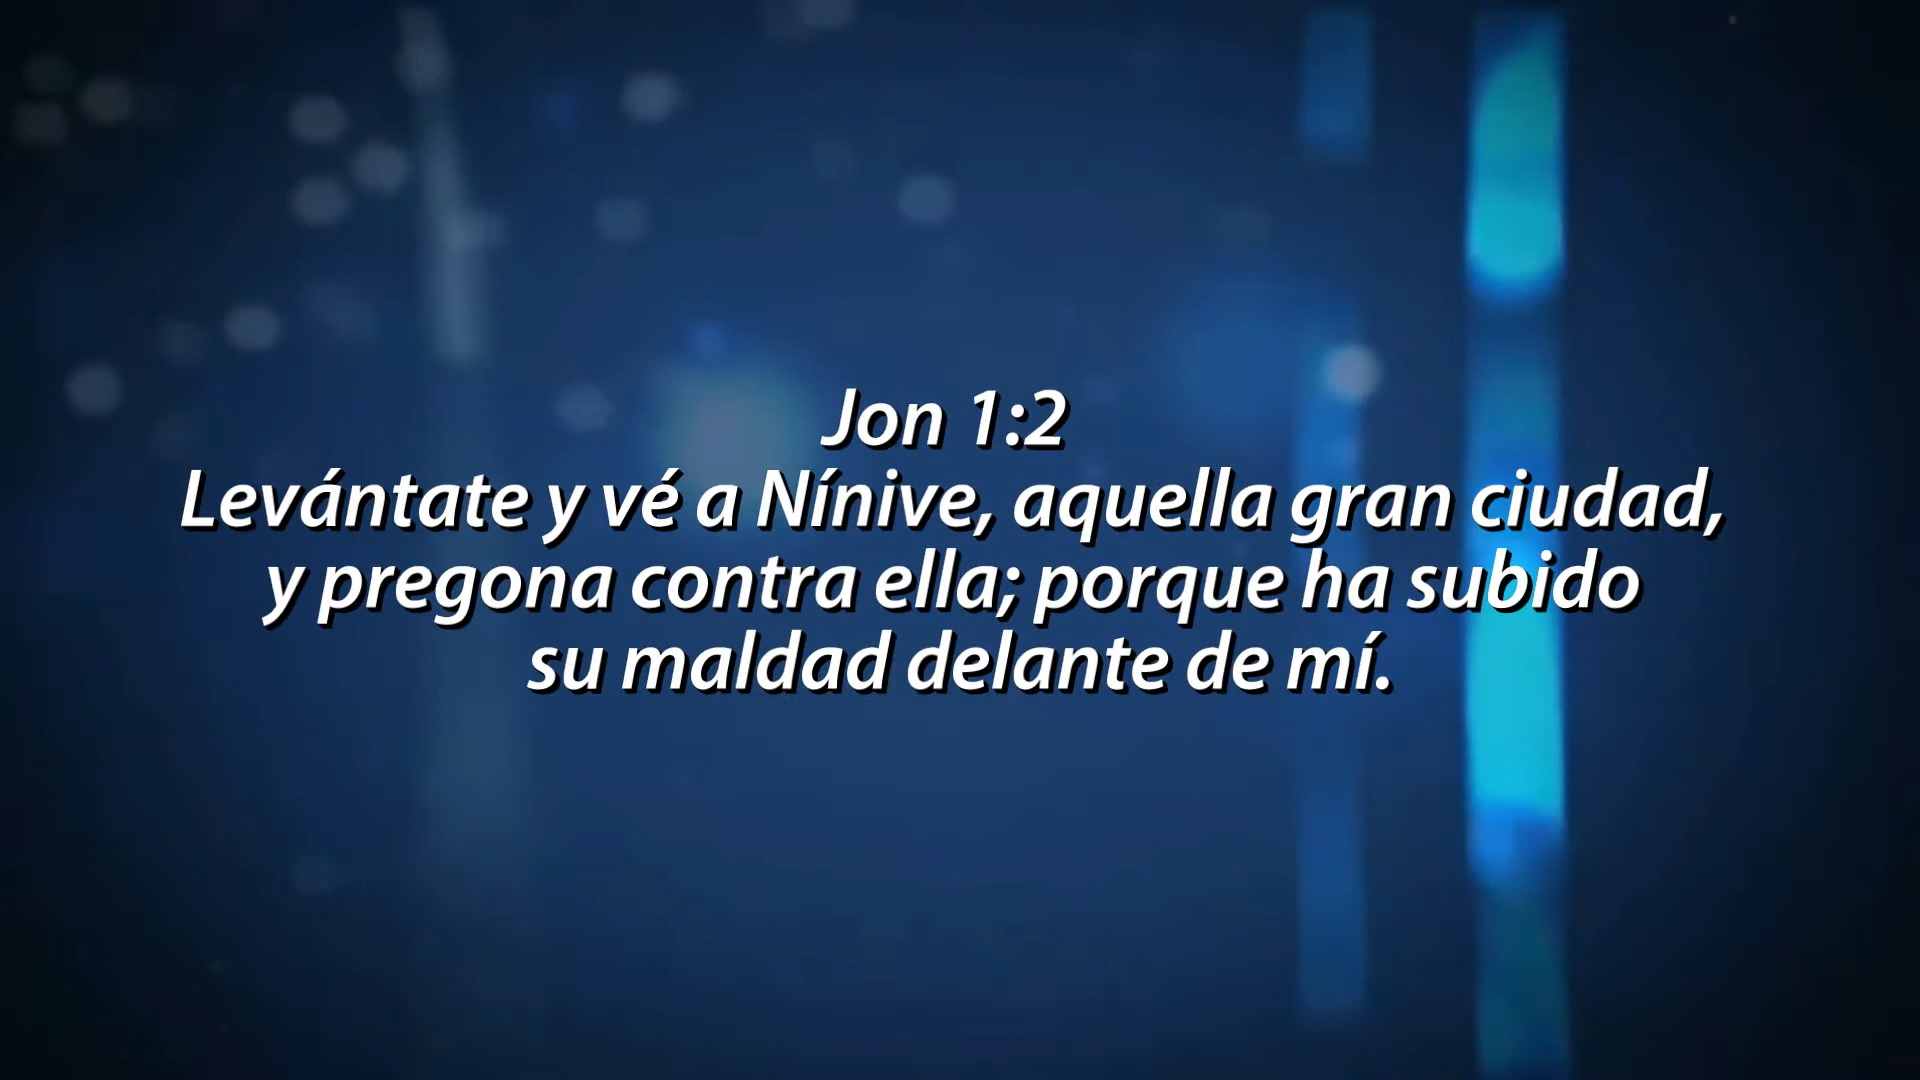 Jon 1:2
Levántate y vé a Nínive, aquella gran ciudad,
y pregona contra ella; porque ha subido
su maldad delante de mí.